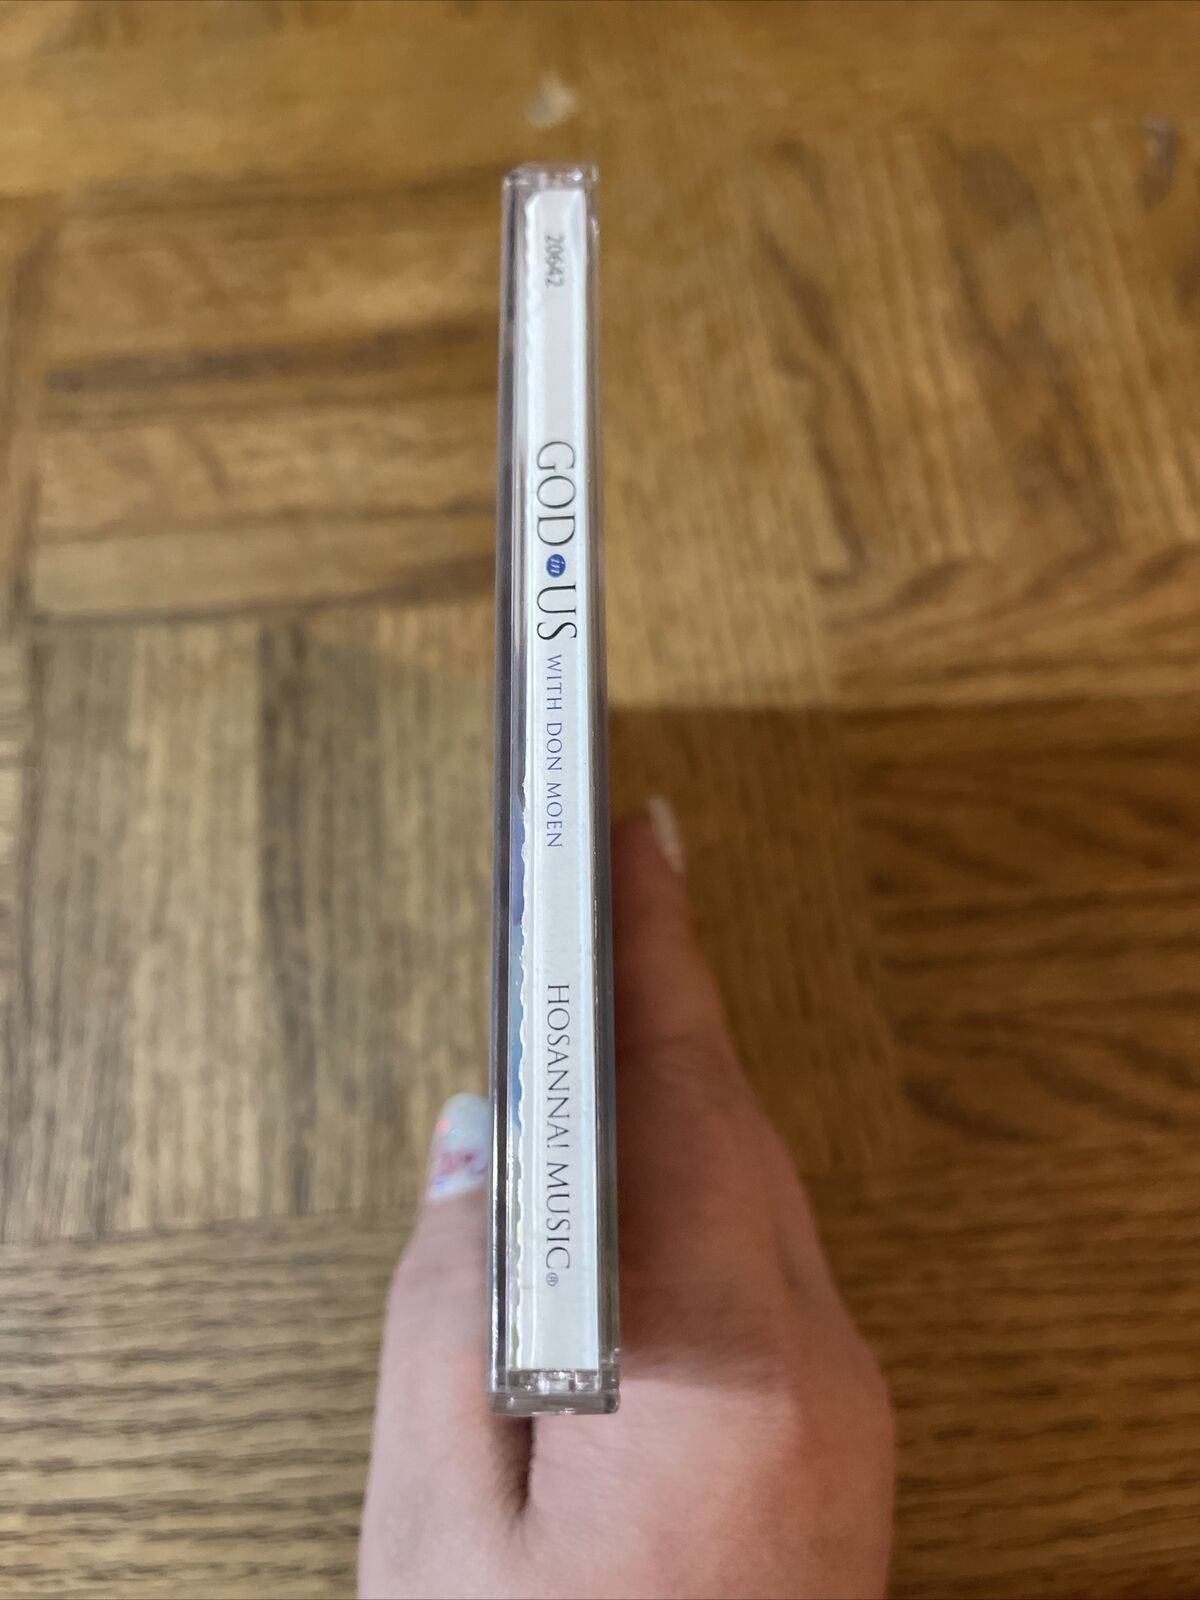 20642
GOD in US WITH DON MOEN
HOSANNA! MUSIC®